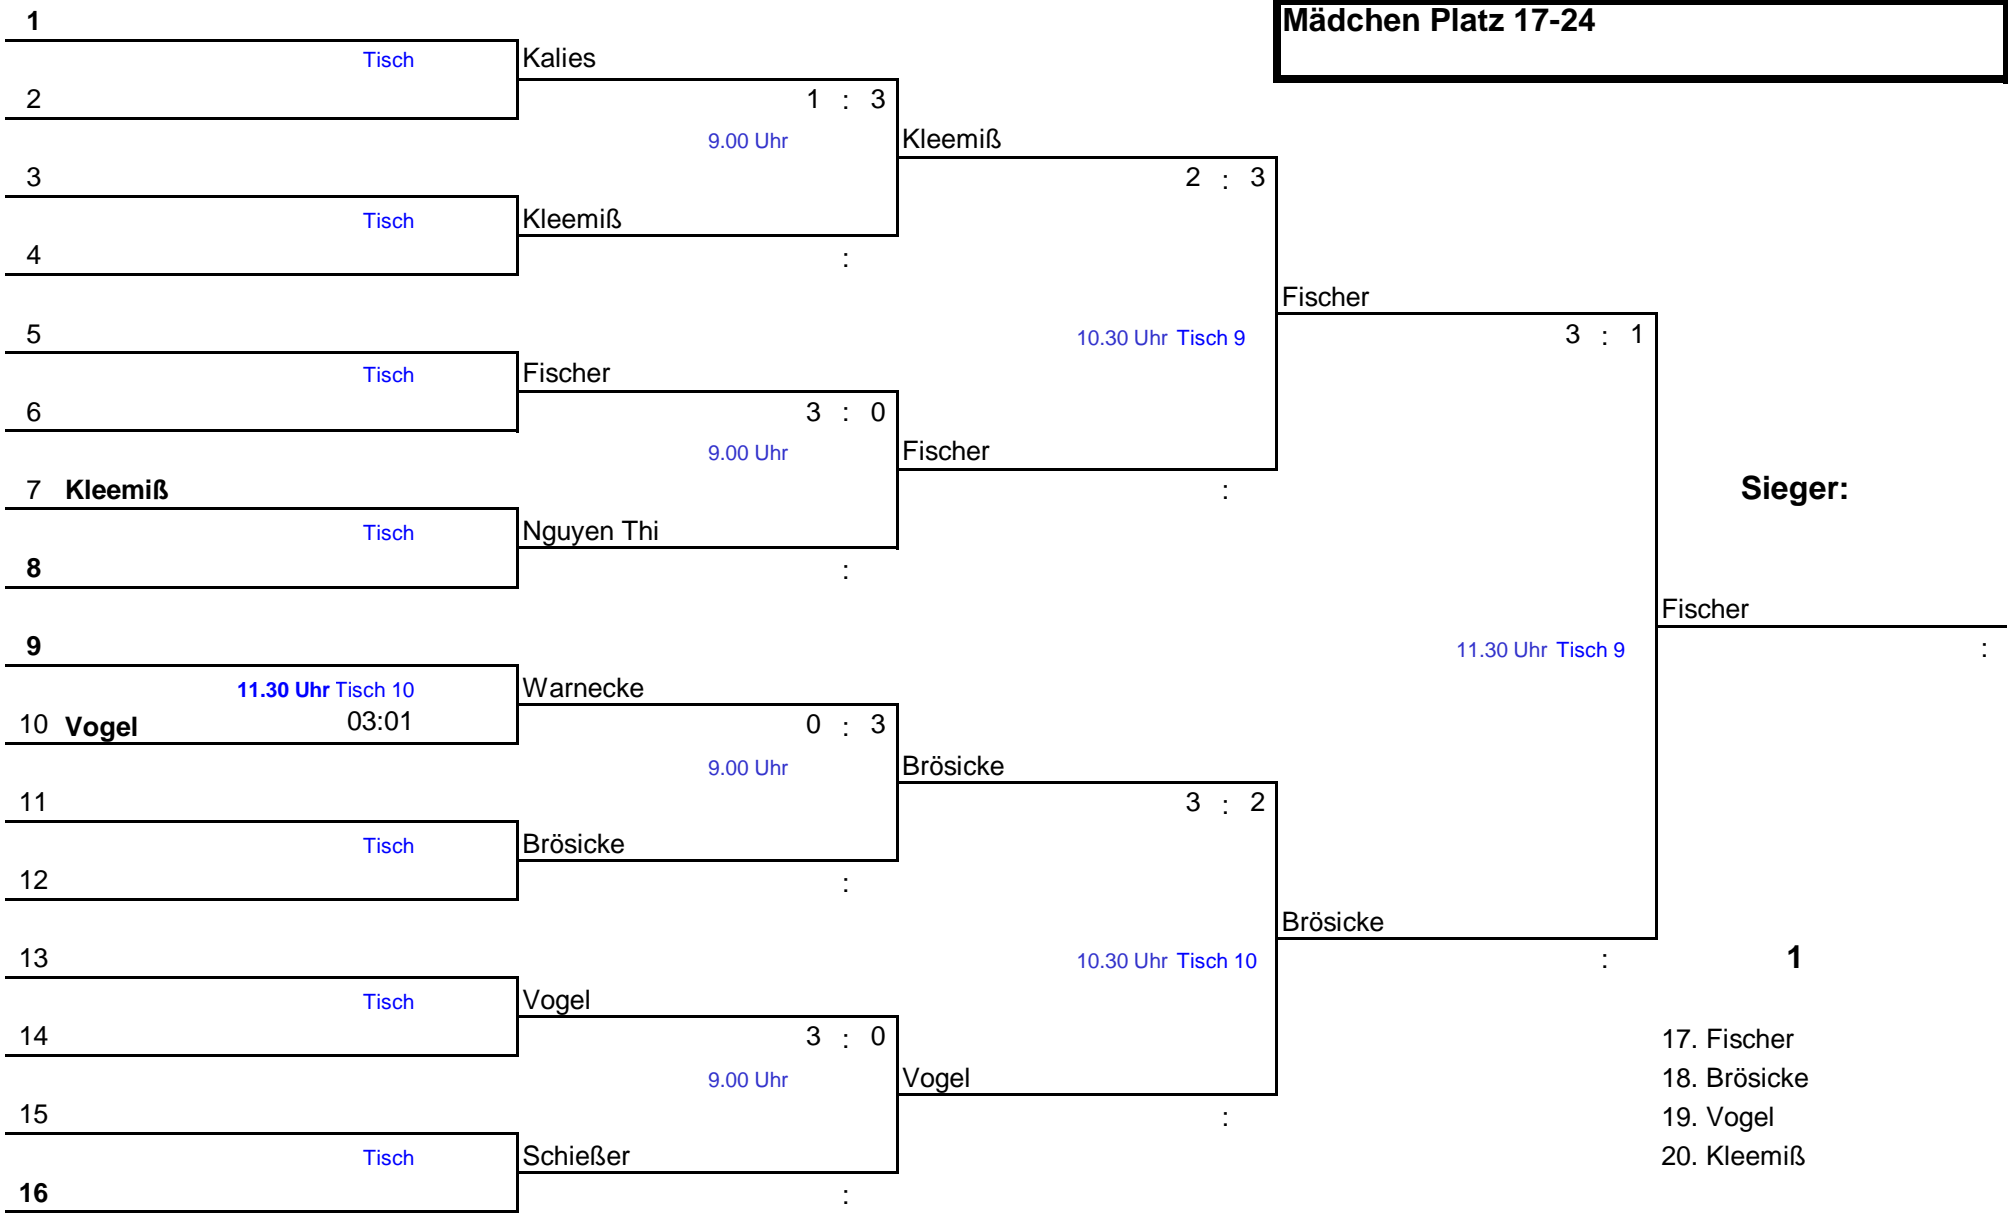 1
Mädchen Platz 17-24
Tisch
Kalies
2
1 : 3
9.00 Uhr
Kleemiß
3
2 : 3
Tisch
Kleemiß
4
:
Fischer
5
10.30 Uhr Tisch 9
3 : 1
Tisch
Fischer
6
3 : 0
9.00 Uhr
Fischer
7 Kleemiß
:
Sieger:
Tisch
Nguyen Thi
8
:
Fischer
9
11.30 Uhr Tisch 9
:
11.30 Uhr Tisch 10
Warnecke
10 Vogel 03:01
0 : 3
9.00 Uhr
Brösicke
11
3 : 2
Tisch
Brösicke
12
:
Brösicke
13
10.30 Uhr Tisch 10
:
1
Tisch
Vogel
14
3 : 0
17. Fischer
9.00 Uhr
Vogel
18. Brösicke
15
:
19. Vogel
Tisch
Schießer
20. Kleemiß
16
: